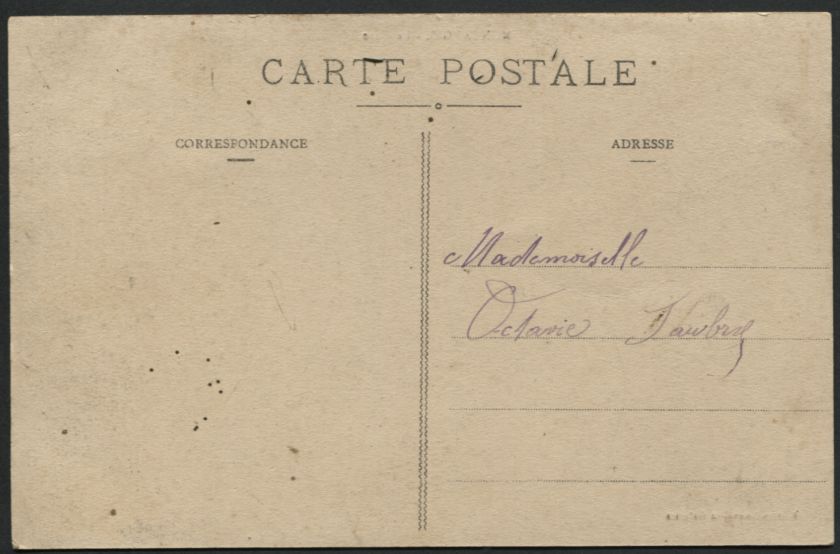 CARTE POSTALE
CORRESPONDANCE
ADRESSE
Mademoiselle
Octavie